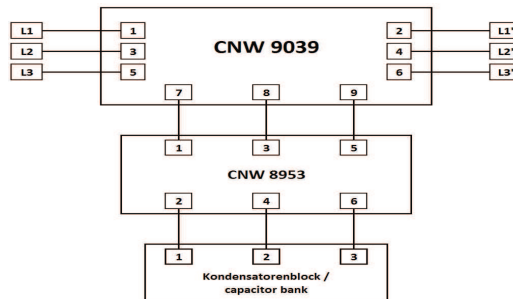 L1 1 CNW 9039 2 L1'
L2 3 4 L2'
L3 5 6 L3'
7 8 9
1 3 5
CNW 8953
2 4 6
1 2 3
Kondensatorenblock /
capacitor bank